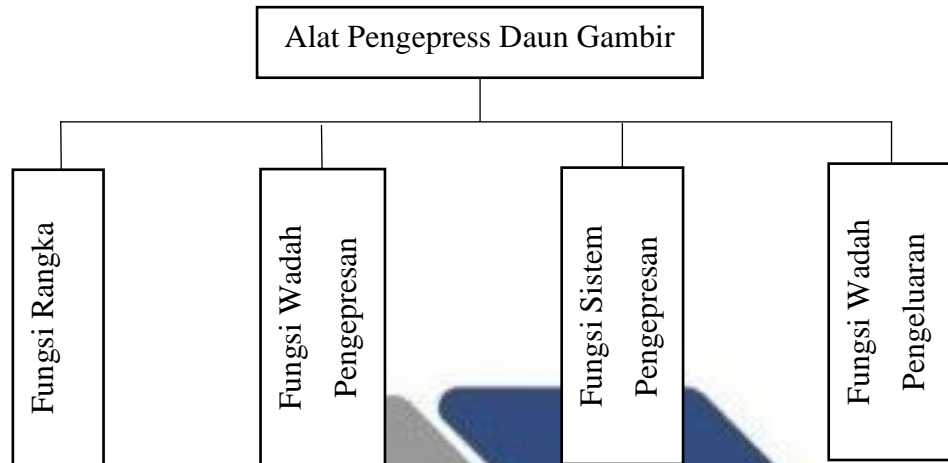 Alat Pengepress Daun Gambir
Fungsi Rangka
Fungsi Wadah
Pengepresan
Fungsi Sistem
Pengepresan
Fungsi Wadah
Pengeluaran